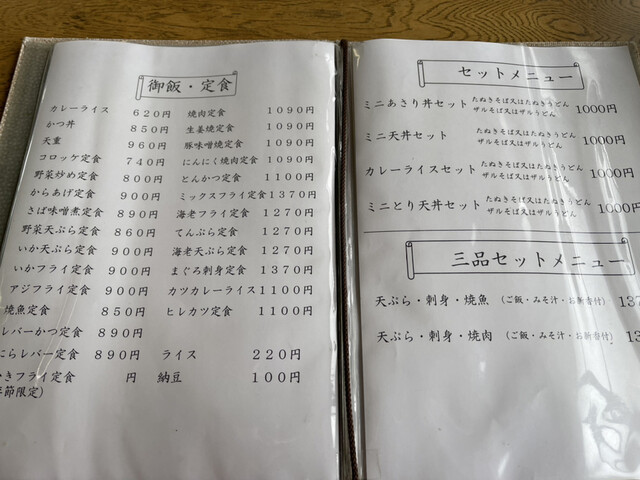 御飯・定食
カレーライス 620円 焼肉定食 1090円
かつ丼 850円 生姜焼定食 1090円
天重 960円 豚味噌焼定食 1090円
コロッケ定食 740円 にんにく焼肉定食 1090円
野菜炒め定食 800円 とんかつ定食 1100円
からあげ定食 900円 ミックスフライ定食 1370円
さば味噌煮定食 890円 海老フライ定食 1270円
野菜天ぷら定食 860円 てんぷら定食 1270円
いか天ぷら定食 900円 海老天ぷら定食 1270円
いかフライ定食 900円 まぐろ刺身定食 1370円
アジフライ定食 900円 カツカレーライス 1100円
焼魚定食 850円 ヒレカツ定食 1100円
レバーかつ定食 890円
にらレバー定食 890円 ライス 220円
きフライ定食 円 納豆 100円
節限定)
セットメニュー
ミニあさり丼セット たぬきそば又はたぬきうどん
ザルそば又はザルうどん 1000円
ミニ天丼セット たぬきそば又はたぬきうどん
ザルそば又はザルうどん 1000円
カレーライスセット たぬきそば又はたぬきうどん
ザルそば又はザルうどん 1000円
ミニとり天丼セット たぬきそば又はたぬきうどん
ザルそば又はザルうどん 1000円
三品セットメニュー
天ぷら・刺身・焼魚 (ご飯・みそ汁・お新香付) 137
天ぷら・刺身・焼肉 (ご飯・みそ汁・お新香付) 13